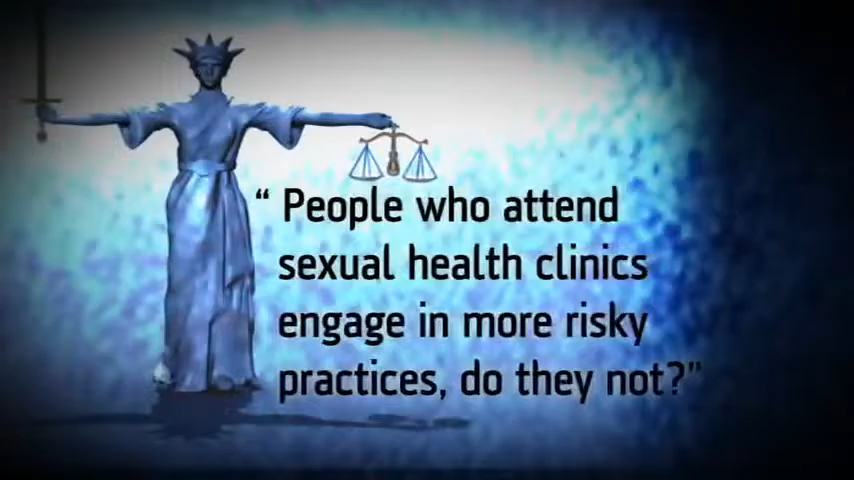 “ People who attend
sexual health clinics
engage in more risky
practices, do they not?”